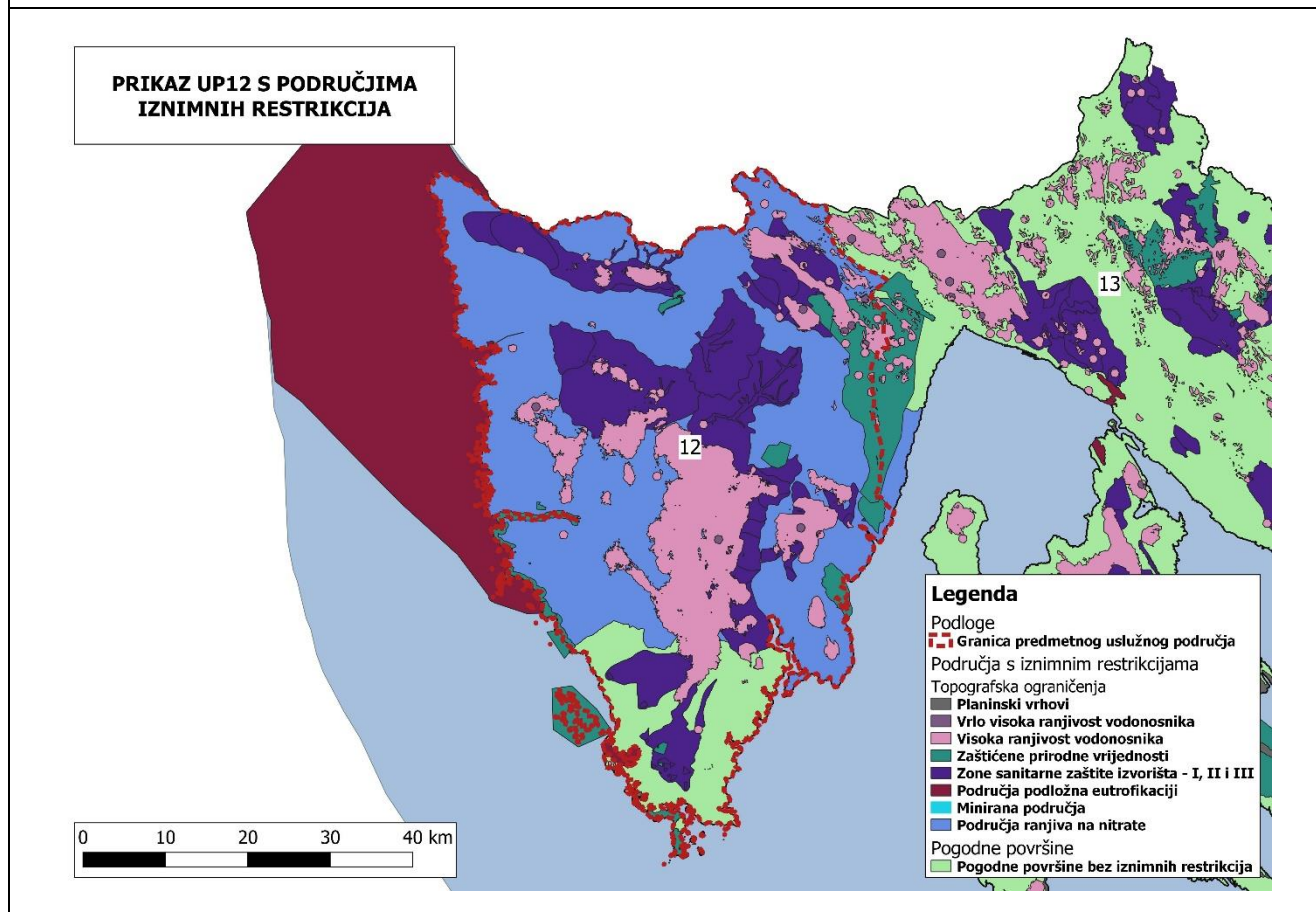 PRIKAZ UP12 S PODRUČJIMA
IZNIMNIH RESTRIKCIJA
13
12
Legenda
Podloge
Granica predmetnog uslužnog područja
Područja s iznimnim restrikcijama
Topografska ograničenja
Planinski vrhovi
Vrlo visoka ranjivost vodonosnika
Visoka ranjivost vodonosnika
Zaštićene prirodne vrijednosti
Zone sanitarne zaštite izvorišta - I, II i III
Područja podložna eutrofikaciji
Minirana područja
Područja ranjiva na nitrate
Pogodne površine
Pogodne površine bez iznimnih restrikcija
0 10 20 30 40 km